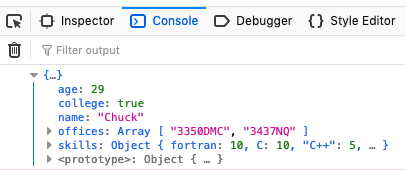 Inspector Console Debugger {} Style Editor
Filter output
{…}
age: 29
college: true
name: "Chuck"
offices: Array [ "3350DMC", "3437NQ" ]
skills: Object { fortran: 10, C: 10, "C++": 5, … }
<prototype>: Object { … }